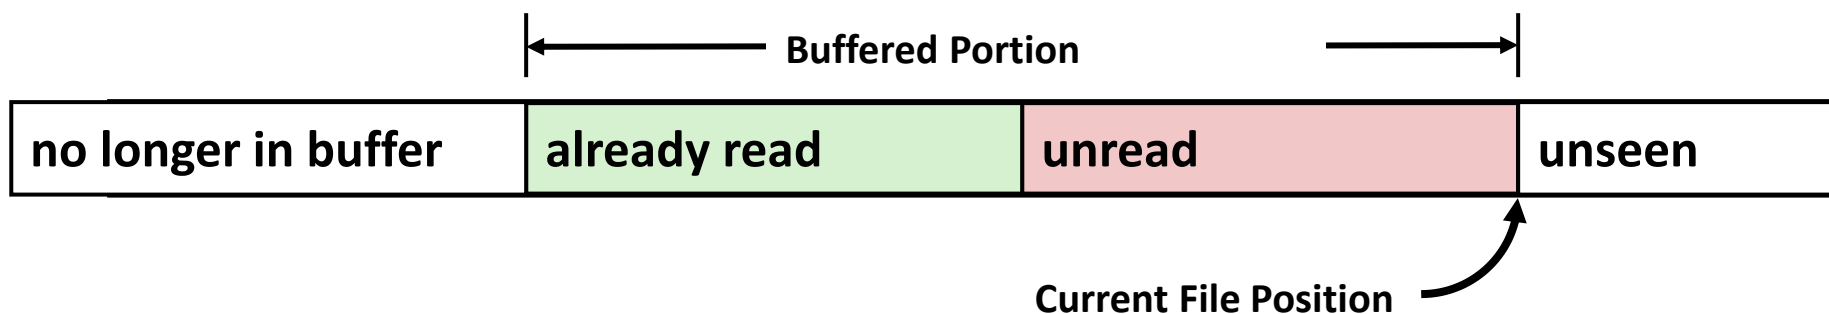 Buffered Portion
no longer in buffer
already read
unread
unseen
Current File Position